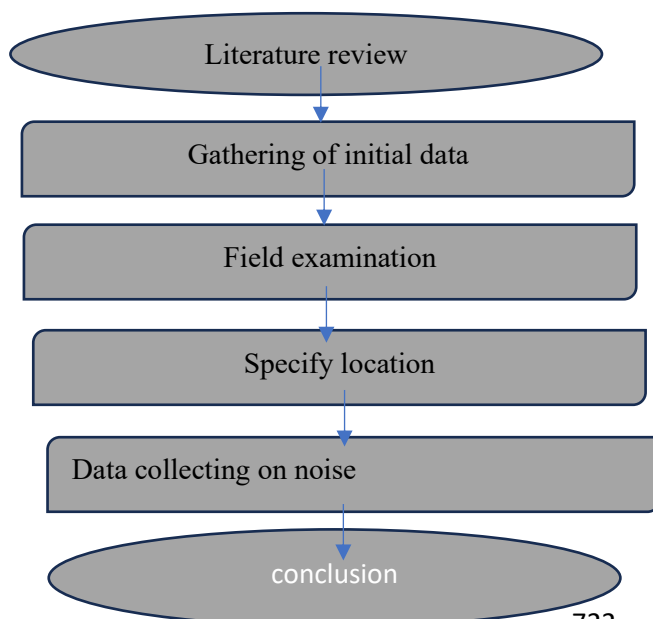 Literature review
Gathering of initial data
Field examination
Specify location
Data collecting on noise
conclusion